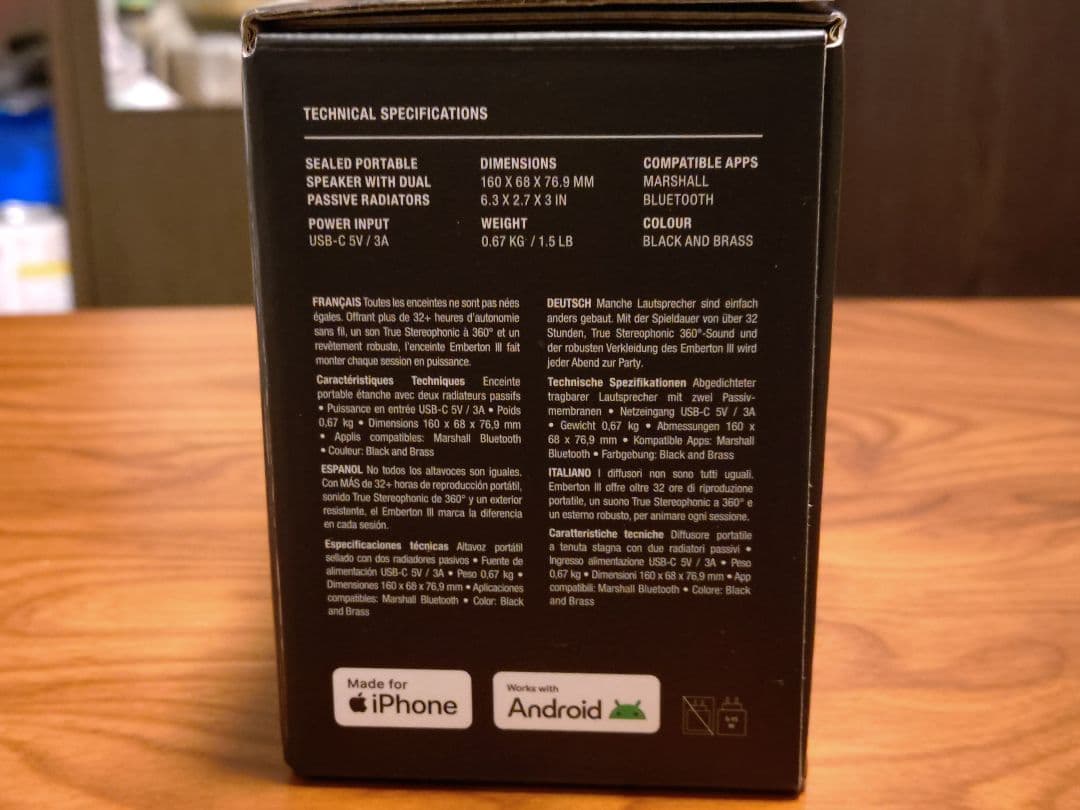 TECHNICAL SPECIFICATIONS
SEALED PORTABLE
SPEAKER WITH DUAL
PASSIVE RADIATORS
POWER INPUT
USB-C 5V / 3A
DIMENSIONS
160 X 68 X 76.9 MM
6.3 X 2.7 X 3 IN
WEIGHT
0.67 KG / 1.5 LB
COMPATIBLE APPS
MARSHALL
BLUETOOTH
COLOUR
BLACK AND BRASS
FRANÇAIS Toutes les enceintes ne sont pas nées
égales. Offrant plus de 32+ heures d'autonomie
sans fil, un son True Stereophonic à 360° et un
revêtement robuste, l'enceinte Emberton III fait
monter chaque session en puissance.
Caractéristiques Techniques Enceinte
portable étanche avec deux radiateurs passifs
• Puissance en entrée USB-C 5V / 3A • Poids
0,67 kg • Dimensions 160 x 68 x 76,9 mm
• Applis compatibles: Marshall Bluetooth
• Couleur: Black and Brass
ESPANOL No todos los altavoces son iguales.
Con MÁS de 32+ horas de reproducción portátil,
sonido True Stereophonic de 360° y un exterior
resistente, el Emberton III marca la diferencia
en cada sesión.
Especificaciones técnicas Altavoz portátil
sellado con dos radiadores pasivos • Fuente de
alimentación USB-C 5V / 3A • Peso 0,67 kg •
Dimensiones 160 x 68 x 76,9 mm • Aplicaciones
compatibles: Marshall Bluetooth • Color: Black
and Brass
DEUTSCH Manche Lautsprecher sind einfach
anders gebaut. Mit der Spieldauer von über 32
Stunden, True Stereophonic 360°-Sound und
der robusten Verkleidung des Emberton III wird
jeder Abend zur Party.
Technische Spezifikationen Abgedichteter
tragbarer Lautsprecher mit zwei Passiv-
membranen • Netzeingang USB-C 5V / 3A
• Gewicht 0,67 kg • Abmessungen 160 x
68 x 76,9 mm • Kompatible Apps: Marshall
Bluetooth • Farbgebung: Black and Brass
ITALIANO I diffusori non sono tutti uguali.
Emberton III offre oltre 32 ore di riproduzione
portatile, un suono True Stereophonic a 360° e
un esterno robusto, per animare ogni sessione.
Caratteristiche tecniche Diffusore portatile
a tenuta stagna con due radiatori passivi •
Ingresso alimentazione USB-C 5V / 3A • Peso
0,67 kg • Dimensioni 160 x 68 x 76,9 mm • App
compatibili: Marshall Bluetooth • Colore: Black
and Brass
Made for
iPhone
Works with
Android